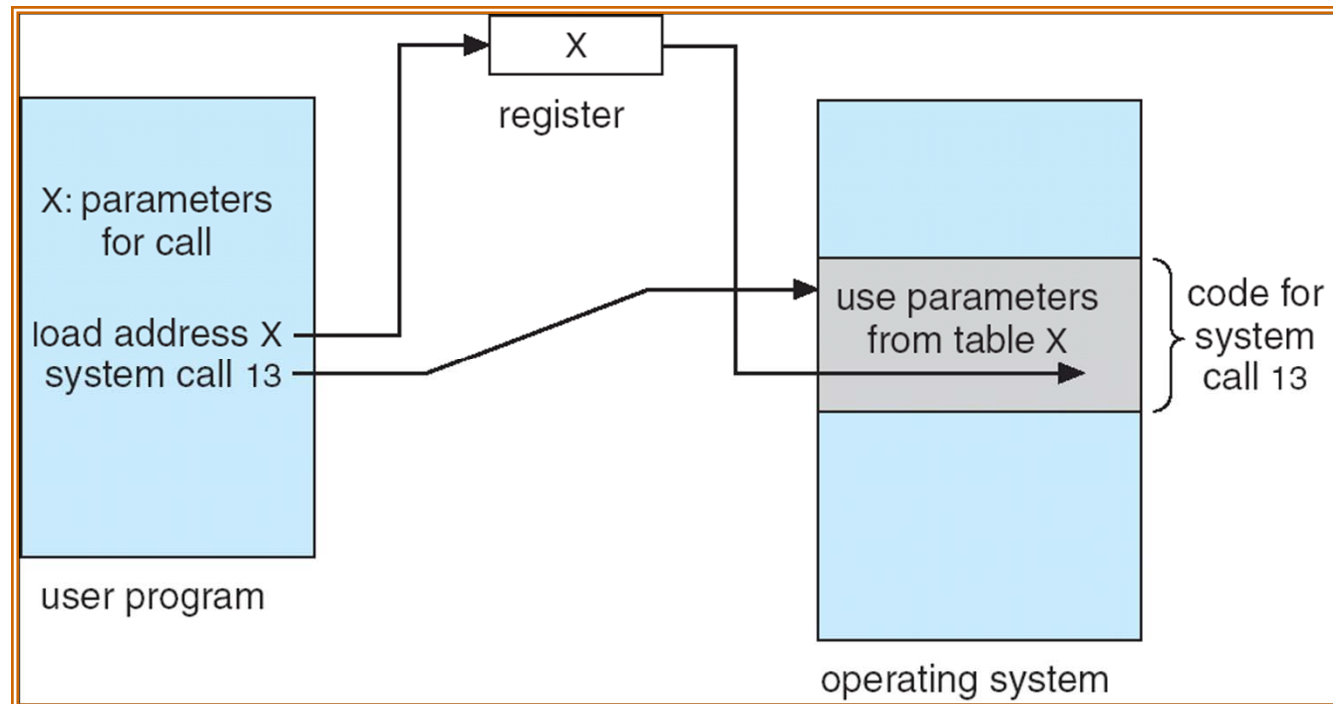 X
register
X: parameters
for call
load address X
system call 13
user program
use parameters
from table X
code for
system
call 13
operating system